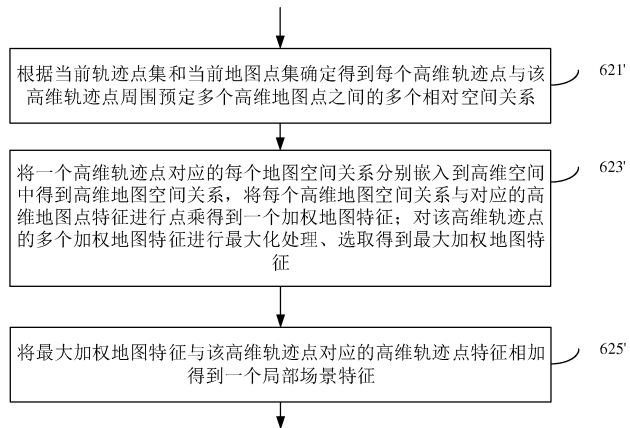 根据当前轨迹点集和当前地图点集确定得到每个高维轨迹点与该
高维轨迹点周围预定多个高维地图点之间的多个相对空间关系
621'
将一个高维轨迹点对应的每个地图空间关系分别嵌入到高维空间
中得到高维地图空间关系，将每个高维地图空间关系与对应的高
维地图点特征进行点乘得到一个加权地图特征；对该高维轨迹点
的多个加权地图特征进行最大化处理、选取得到最大加权地图特
征
623'
将最大加权地图特征与该高维轨迹点对应的高维轨迹点特征相加
得到一个局部场景特征
625'